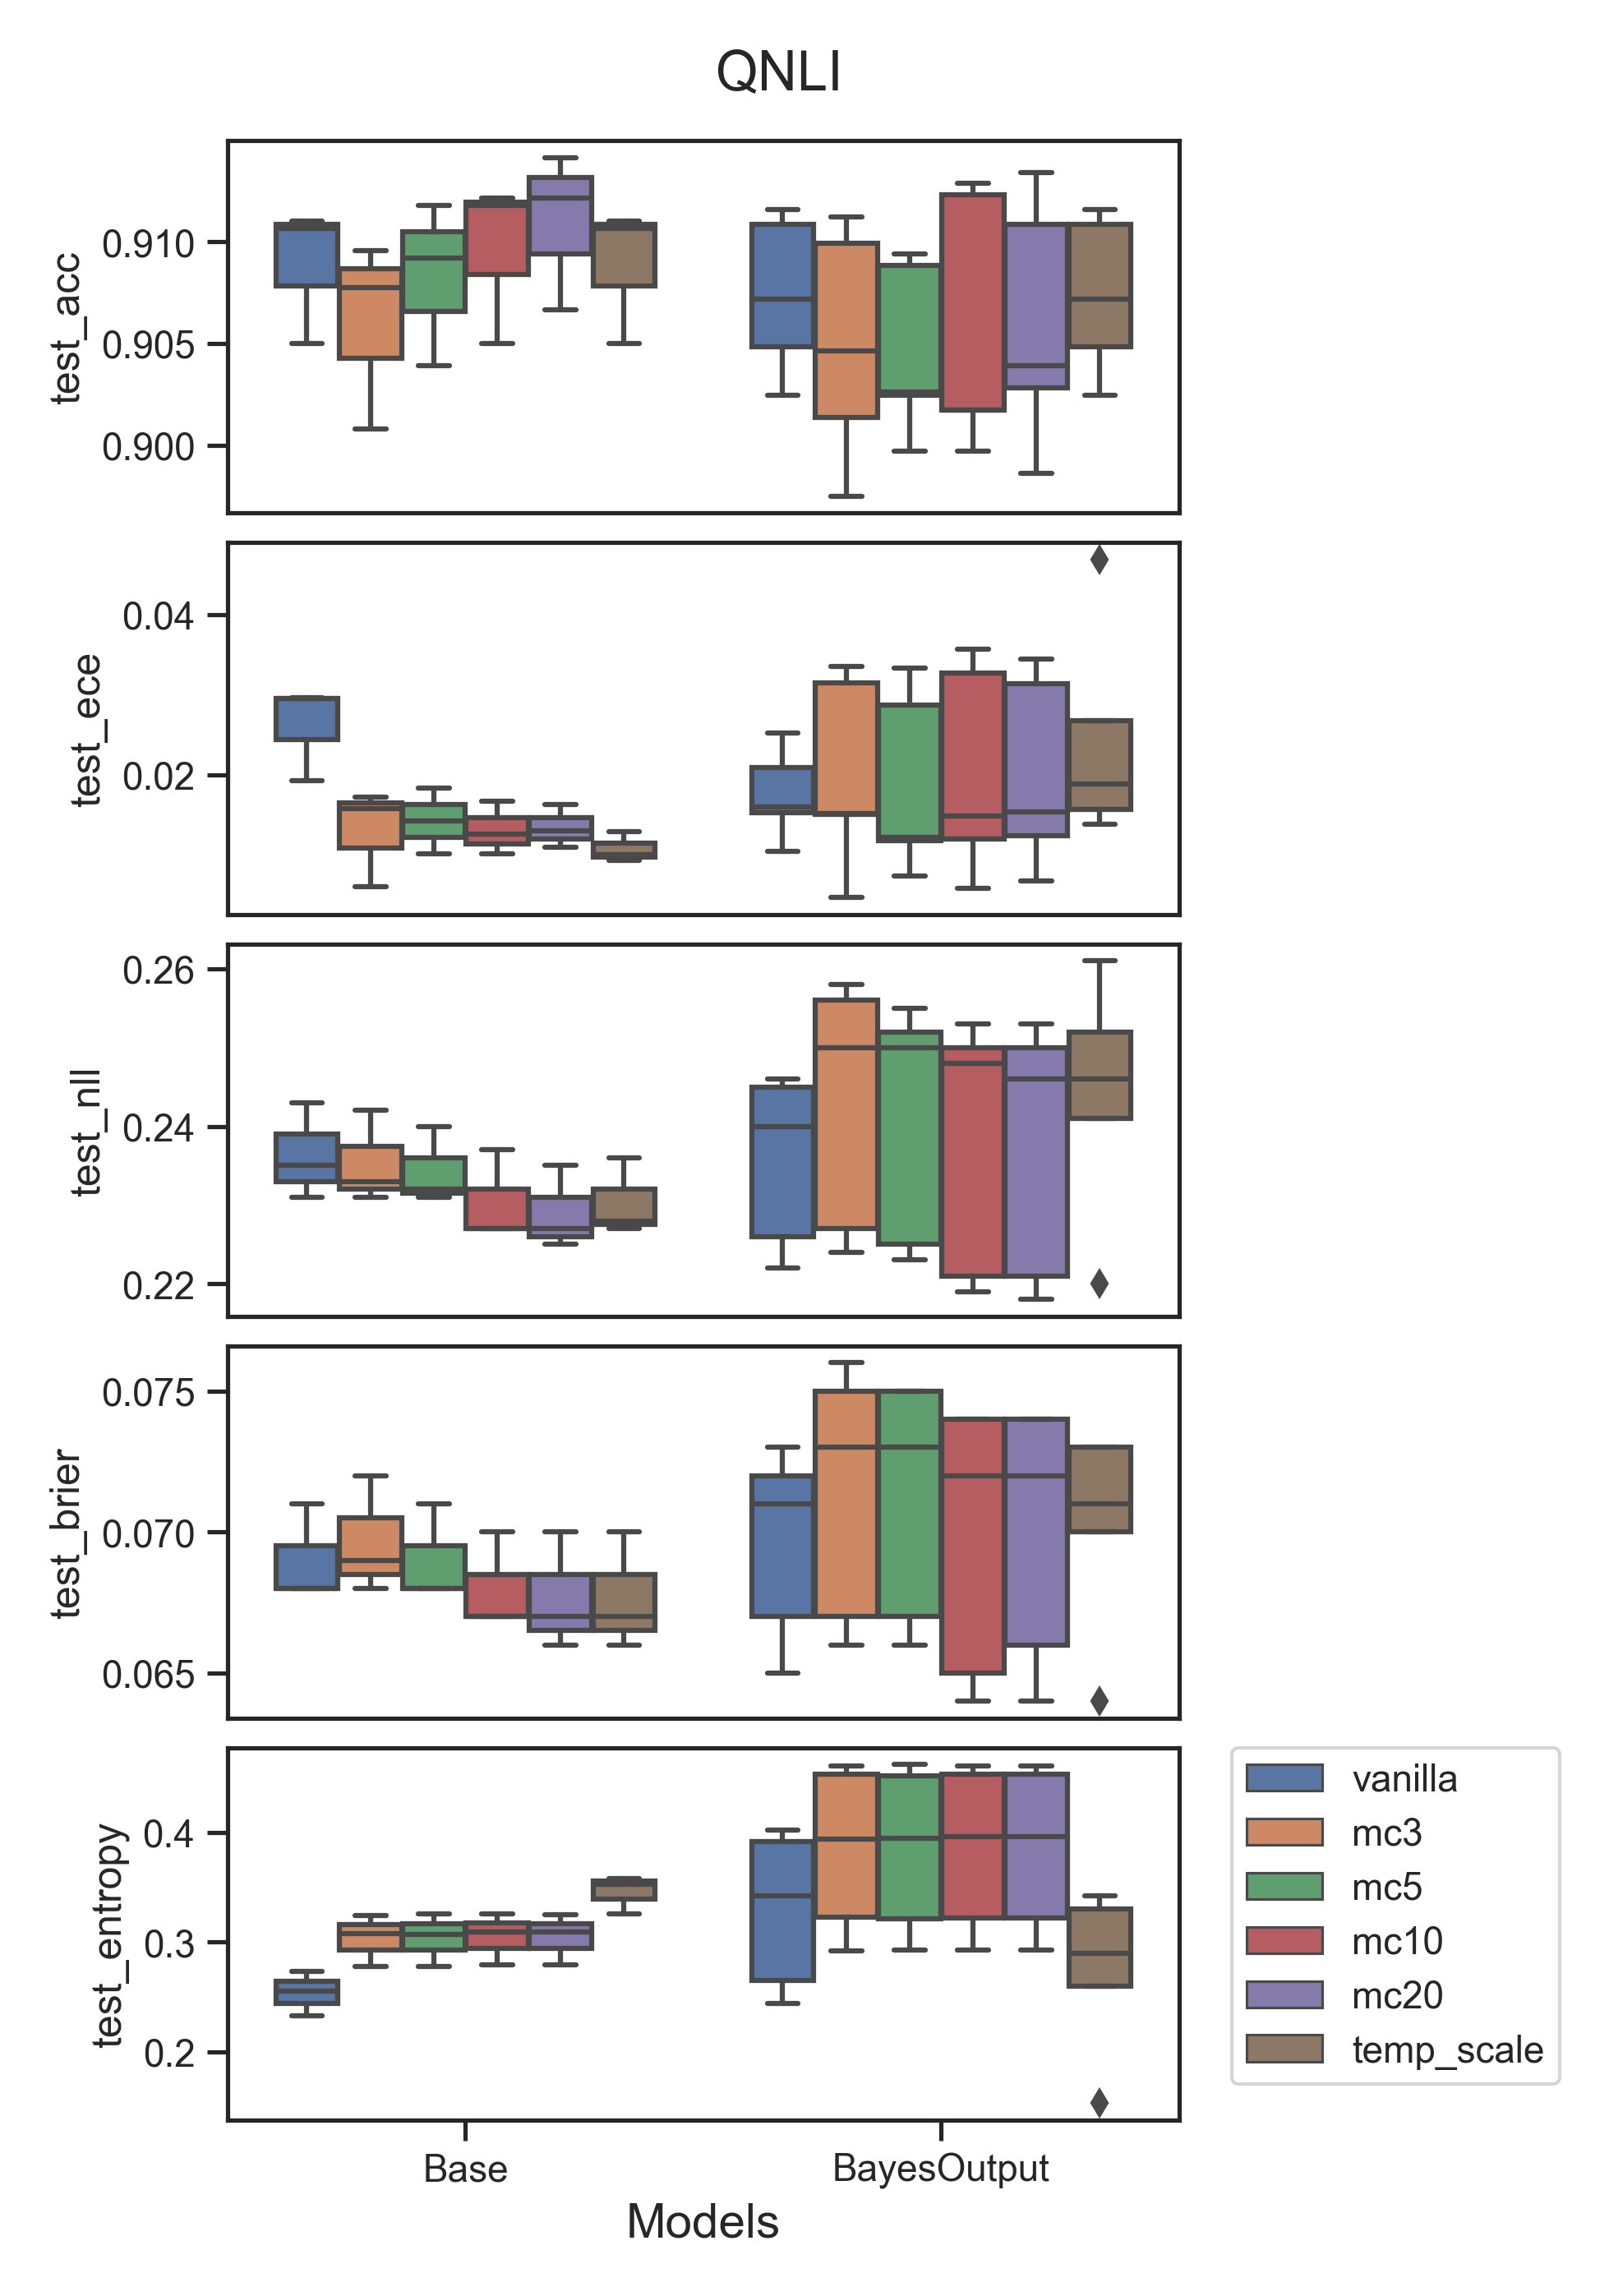 QNLI
test_acc
0.910
0.905
0.900
test_ece
0.04
0.02
test_nll
0.26
0.24
0.22
test_brier
0.075
0.070
0.065
test_entropy
0.4
0.3
0.2
vanilla
mc3
mc5
mc10
mc20
temp_scale
Base
BayesOutput
Models